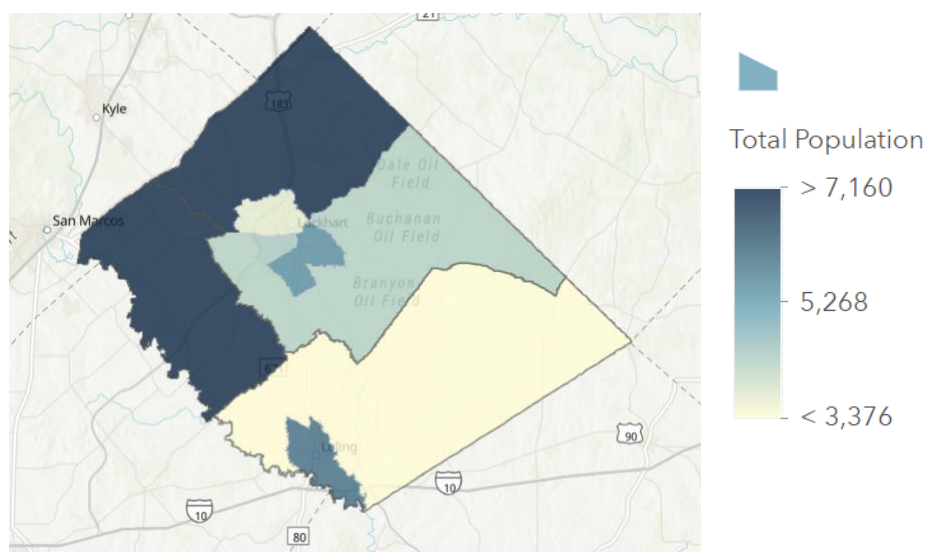 21
Kyle
183
Dale Oil
Field
San Marcos
Lockhart
Buchanan
Oil Field
Branyon
Oil Field
Luling
90
10
10
80
Total Population
> 7,160
5,268
< 3,376